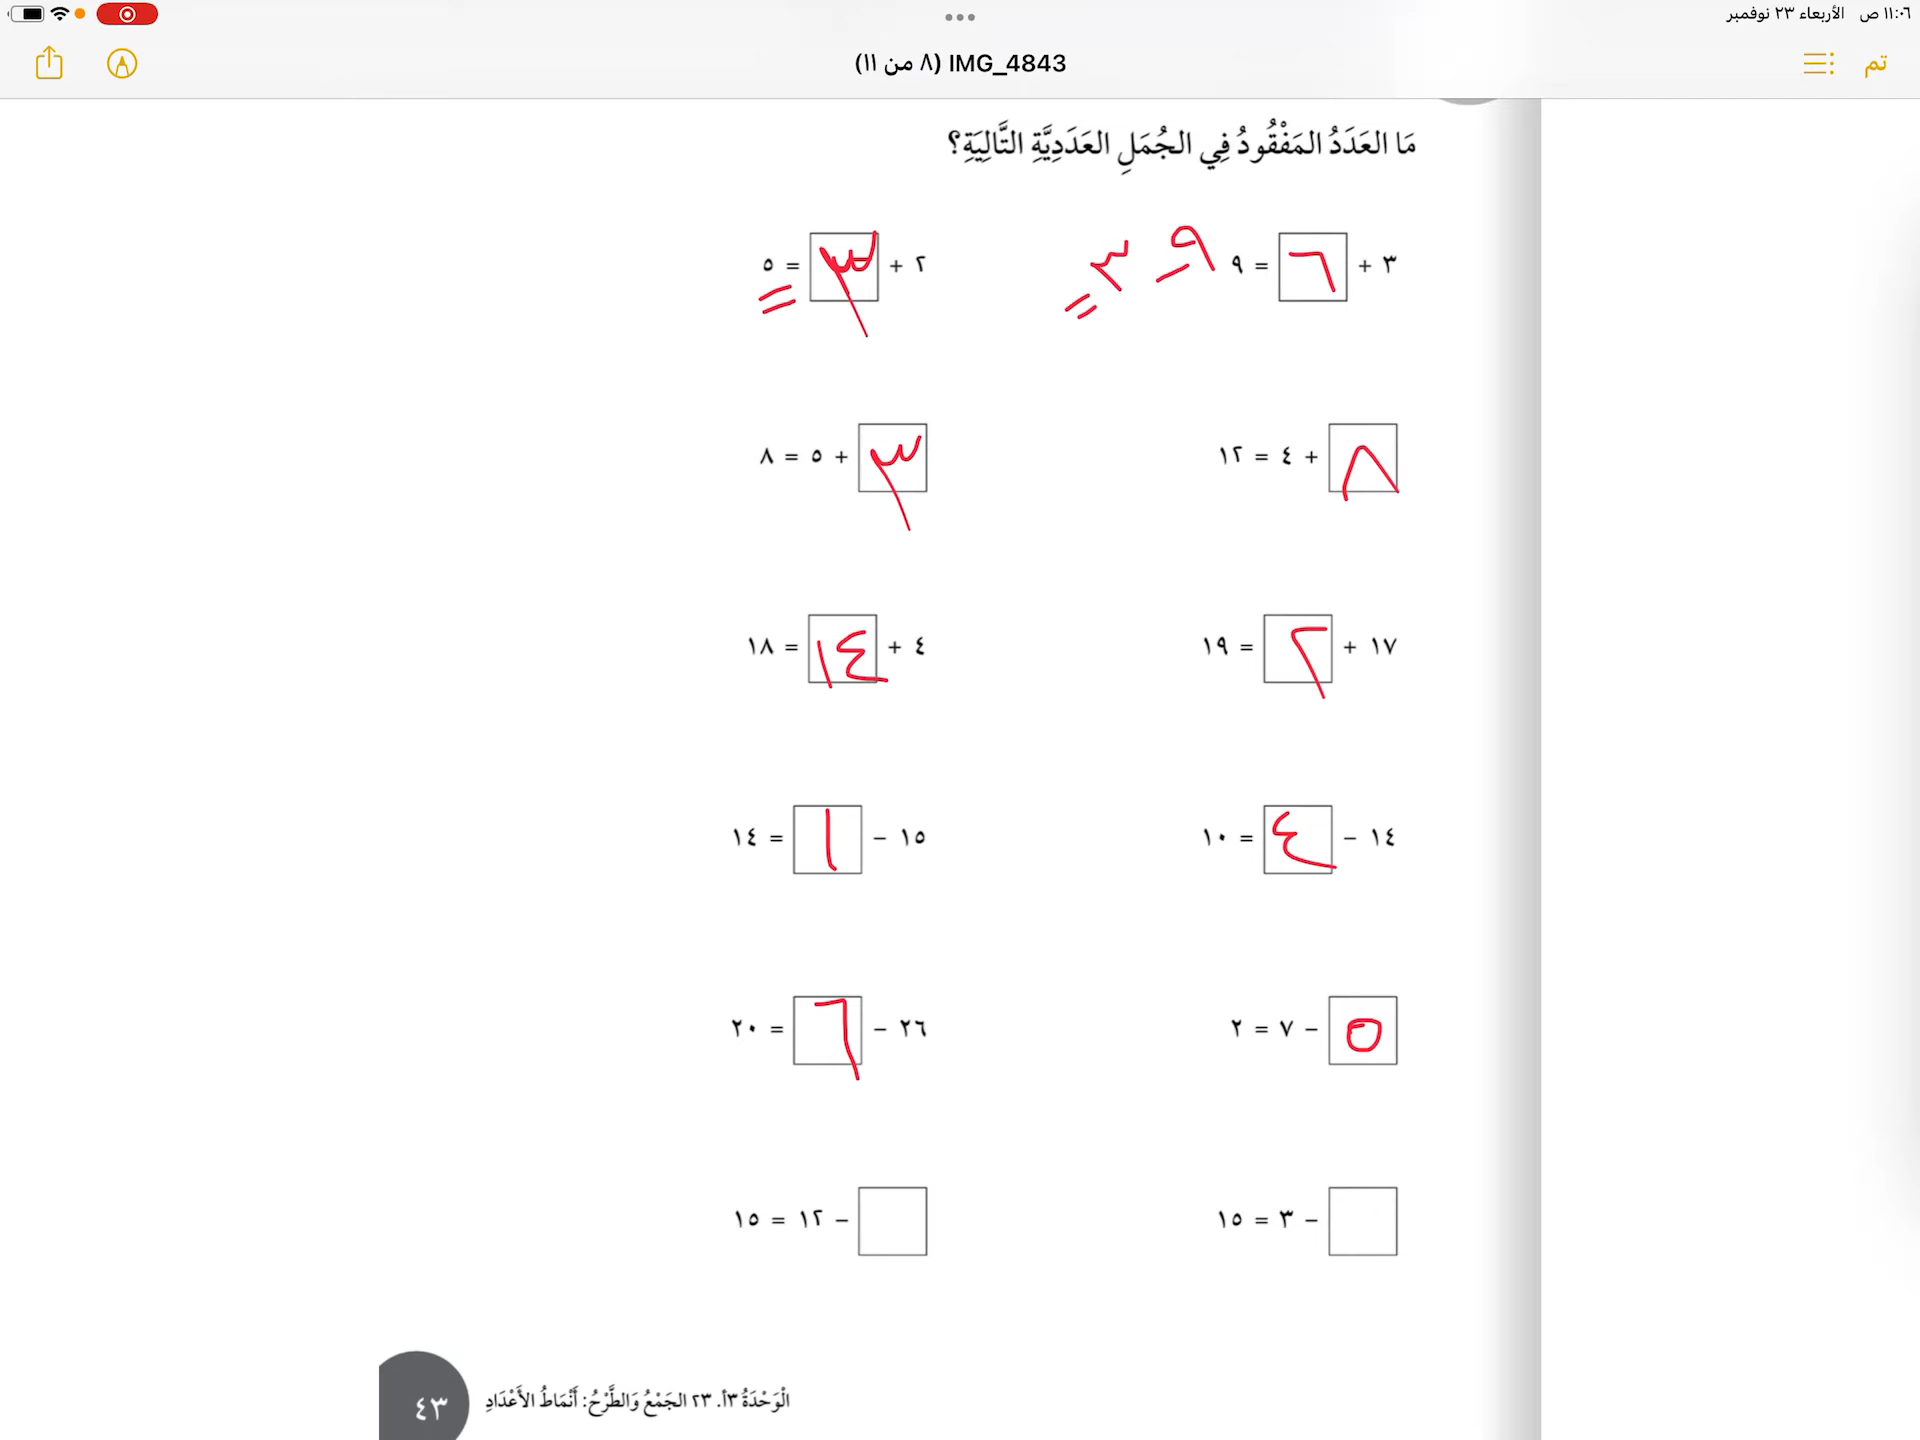 ١١:٠٦ ص الأربعاء ٢٣ نوفمبر
تم
IMG_4843 (٨ من ١١)
مَا العَدَدُ المَفْقُودُ فِي الجُمَلِ العَدَدِيَّةِ التَّالِيَةِ؟
٣ + ٦ = ٩ ٩ - ٣ =
٢ + ٣ = ٥ =
٨ + ٤ = ١٢
٣ + ٥ = ٨
١٧ + ٢ = ١٩
٤ + ١٤ = ١٨
١٤ - ٤ = ١٠
١٥ - ١ = ١٤
٥ - ٧ = ٢
٢٦ - ٦ = ٢٠
- ٣ = ١٥
- ١٢ = ١٥
الْوَحْدَةُ ٣أ. ٢٣ الجَمْعُ وَالطَّرْحُ: أَنْمَاطُ الأَعْدَادِ
٤٣